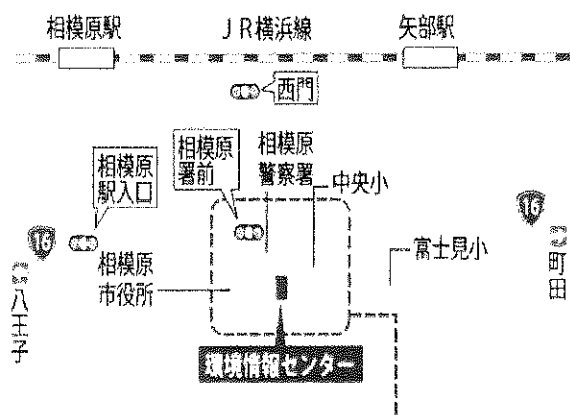 相模原駅
JR横浜線
矢部駅
西門
相模原
駅入口
相模原
署前
相模原
警察署
中央小
16
16
相模原
市役所
富士見小
至町田
至八王子
環境情報センター